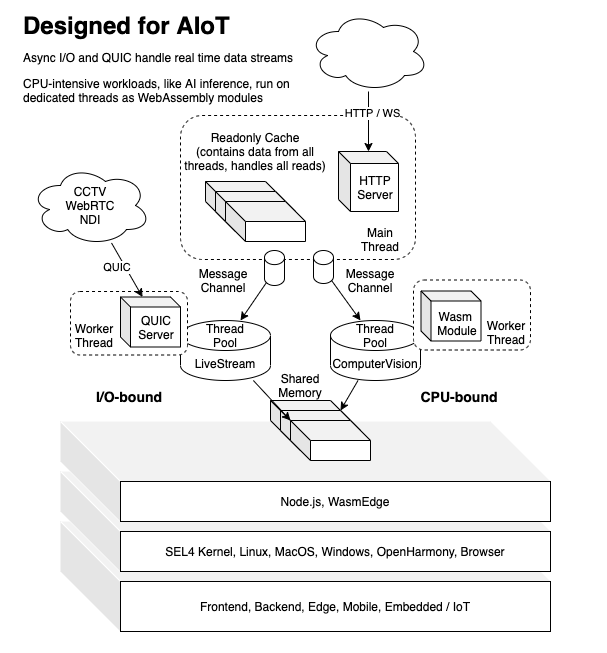 Designed for AIoT
Async I/O and QUIC handle real time data streams
CPU-intensive workloads, like AI inference, run on
dedicated threads as WebAssembly modules
HTTP / WS
Readonly Cache
(contains data from all
threads, handles all reads)
HTTP
Server
Main
Thread
CCTV
WebRTC
NDI
QUIC
Message
Channel
Message
Channel
Worker
Thread
QUIC
Server
Thread
Pool
LiveStream
Thread
Pool
ComputerVision
Wasm
Module
Worker
Thread
I/O-bound
Shared
Memory
CPU-bound
Node.js, WasmEdge
SEL4 Kernel, Linux, MacOS, Windows, OpenHarmony, Browser
Frontend, Backend, Edge, Mobile, Embedded / IoT